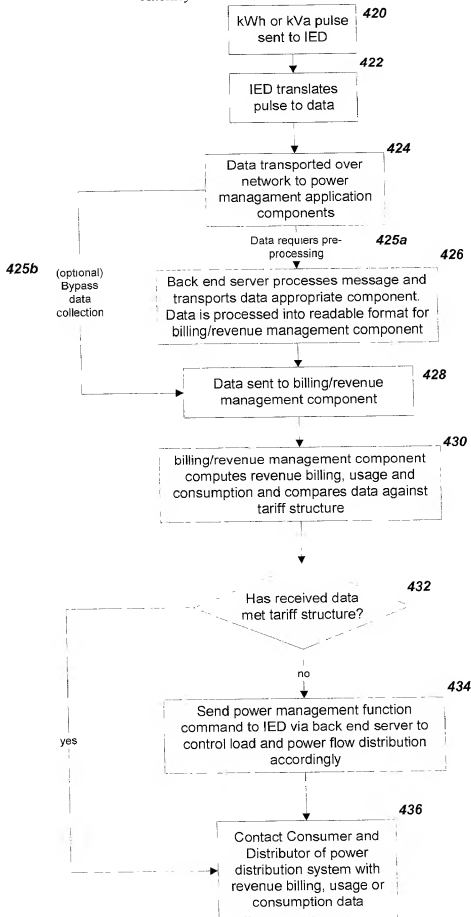 420
kWh or kVa pulse
sent to IED
422
IED translates
pulse to data
424
Data transported over
network to power
managament application
components
Data requiers pre-
processing
425a
426
425b
(optional)
Bypass
data
collection
Back end server processes message and
transports data appropriate component.
Data is processed into readable format for
billing/revenue management component
428
Data sent to billing/revenue
management component
430
billing/revenue management component
computes revenue billing, usage and
consumption and compares data against
tariff structure
432
Has received data
met tariff structure?
no
434
yes
Send power management function
command to IED via back end server to
control load and power flow distribution
accordingly
436
Contact Consumer and
Distributor of power
distribution system with
revenue billing, usage or
consumption data